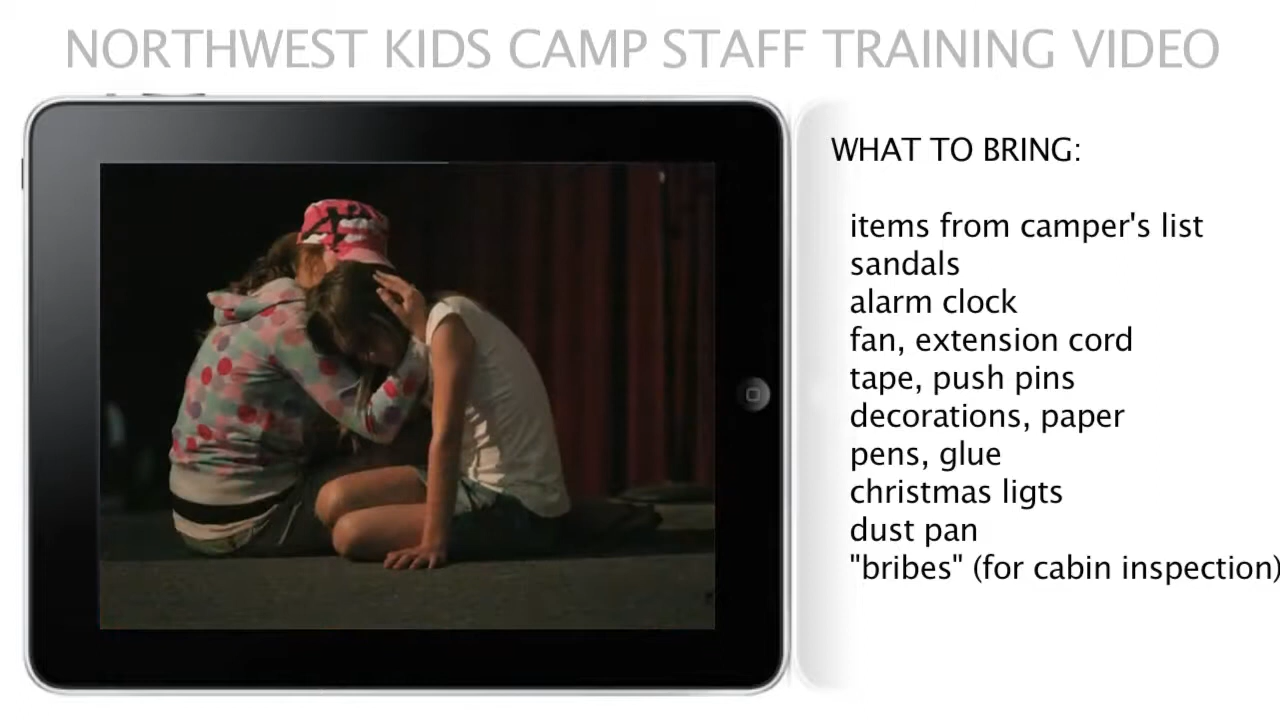 NORTHWEST KIDS CAMP STAFF TRAINING VIDEO
WHAT TO BRING:
items from camper's list
sandals
alarm clock
fan, extension cord
tape, push pins
decorations, paper
pens, glue
christmas ligts
dust pan
"bribes" (for cabin inspection)